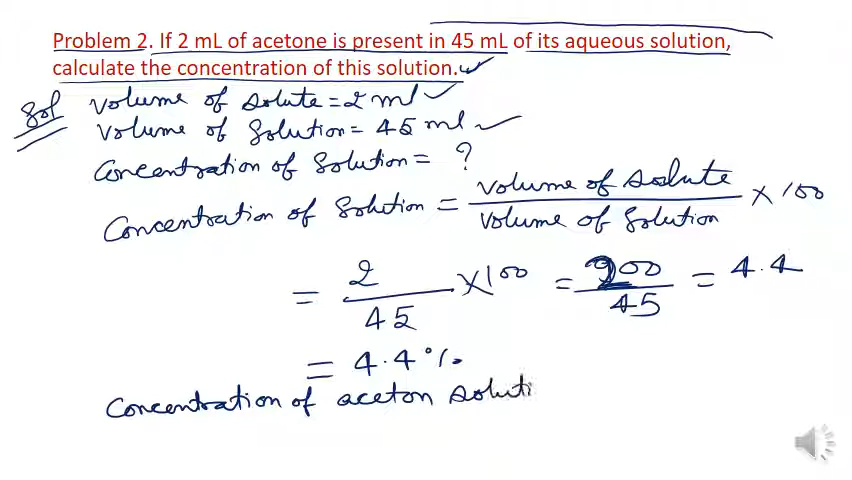 Problem 2. If 2 mL of acetone is present in 45 mL of its aqueous solution,
calculate the concentration of this solution.
Sol Volume of Solute = 2 ml
Volume of Solution = 45 ml
Concentration of Solution = ?
Concentration of Solution = Volume of Solute / Volume of Solution × 100
= 2 / 45 × 100 = 200 / 45 = 4.4
= 4.4 %.
Concentration of aceton soluti